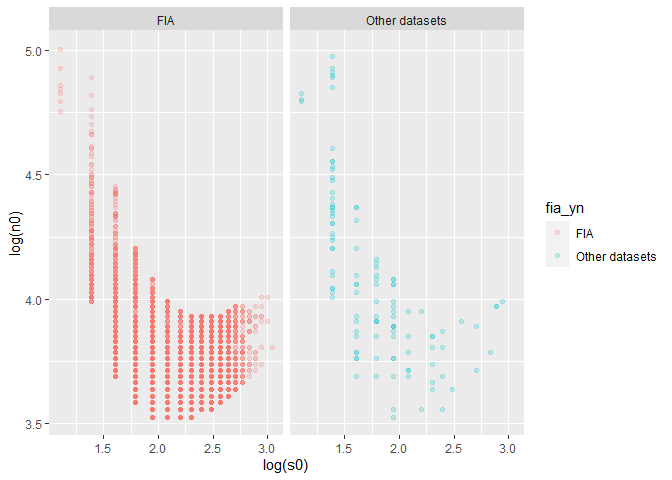 FIA
Other datasets
5.0
4.5
4.0
3.5
log(n0)
1.5
2.0
2.5
3.0
1.5
2.0
2.5
3.0
log(s0)
fia_yn
FIA
Other datasets